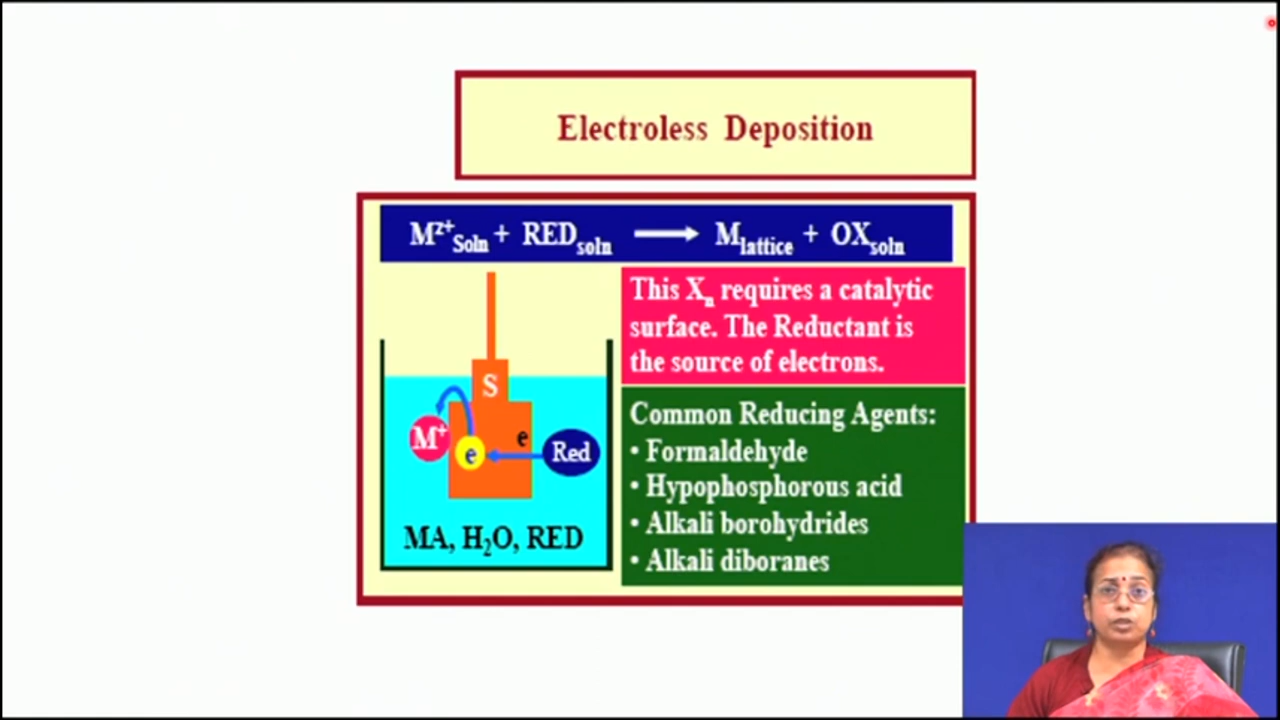 Electroless Deposition
M²⁺Soln + REDsoln → Mlattice + OXsoln
This Xn requires a catalytic
surface. The Reductant is
the source of electrons.
S
M⁺
e
e
Red
MA, H₂O, RED
Common Reducing Agents:
• Formaldehyde
• Hypophosphorous acid
• Alkali borohydrides
• Alkali diboranes